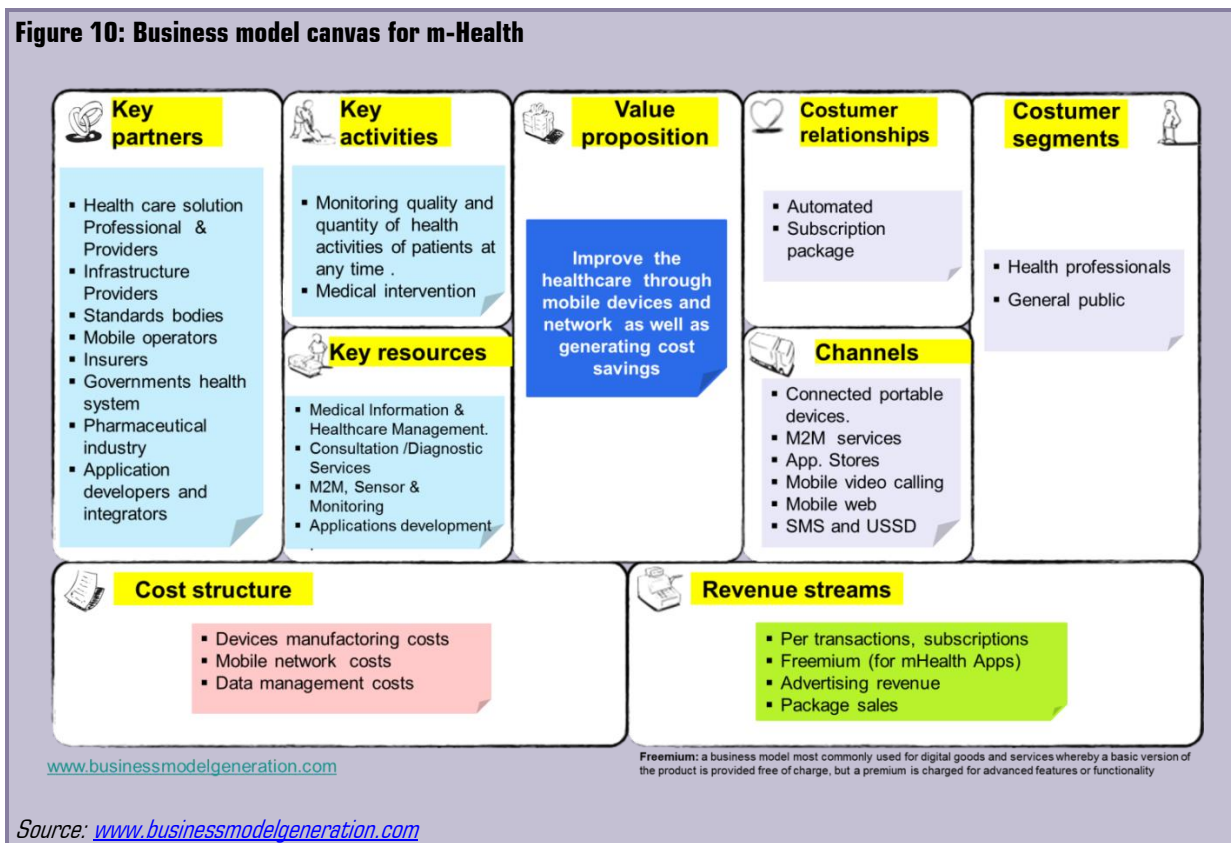 Figure 10: Business model canvas for m-Health
Key
partners
▪ Health care solution
Professional &
Providers
▪ Infrastructure
Providers
▪ Standards bodies
▪ Mobile operators
▪ Insurers
▪ Governments health
system
▪ Pharmaceutical
industry
▪ Application
developers and
integrators
Key
activities
▪ Monitoring quality and
quantity of health
activities of patients at
any time .
▪ Medical intervention
Key resources
▪ Medical Information &
Healthcare Management.
▪ Consultation /Diagnostic
Services
▪ M2M, Sensor &
Monitoring
▪ Applications development
.
Value
proposition
Improve the
healthcare through
mobile devices and
network as well as
generating cost
savings
Costumer
relationships
▪ Automated
▪ Subscription
package
Channels
▪ Connected portable
devices.
▪ M2M services
▪ App. Stores
▪ Mobile video calling
▪ Mobile web
▪ SMS and USSD
Costumer
segments
▪ Health professionals
▪ General public
Cost structure
▪ Devices manufactoring costs
▪ Mobile network costs
▪ Data management costs
Revenue streams
▪ Per transactions, subscriptions
▪ Freemium (for mHealth Apps)
▪ Advertising revenue
▪ Package sales
www.businessmodelgeneration.com
Freemium: a business model most commonly used for digital goods and services whereby a basic version of
the product is provided free of charge, but a premium is charged for advanced features or functionality
Source: www.businessmodelgeneration.com